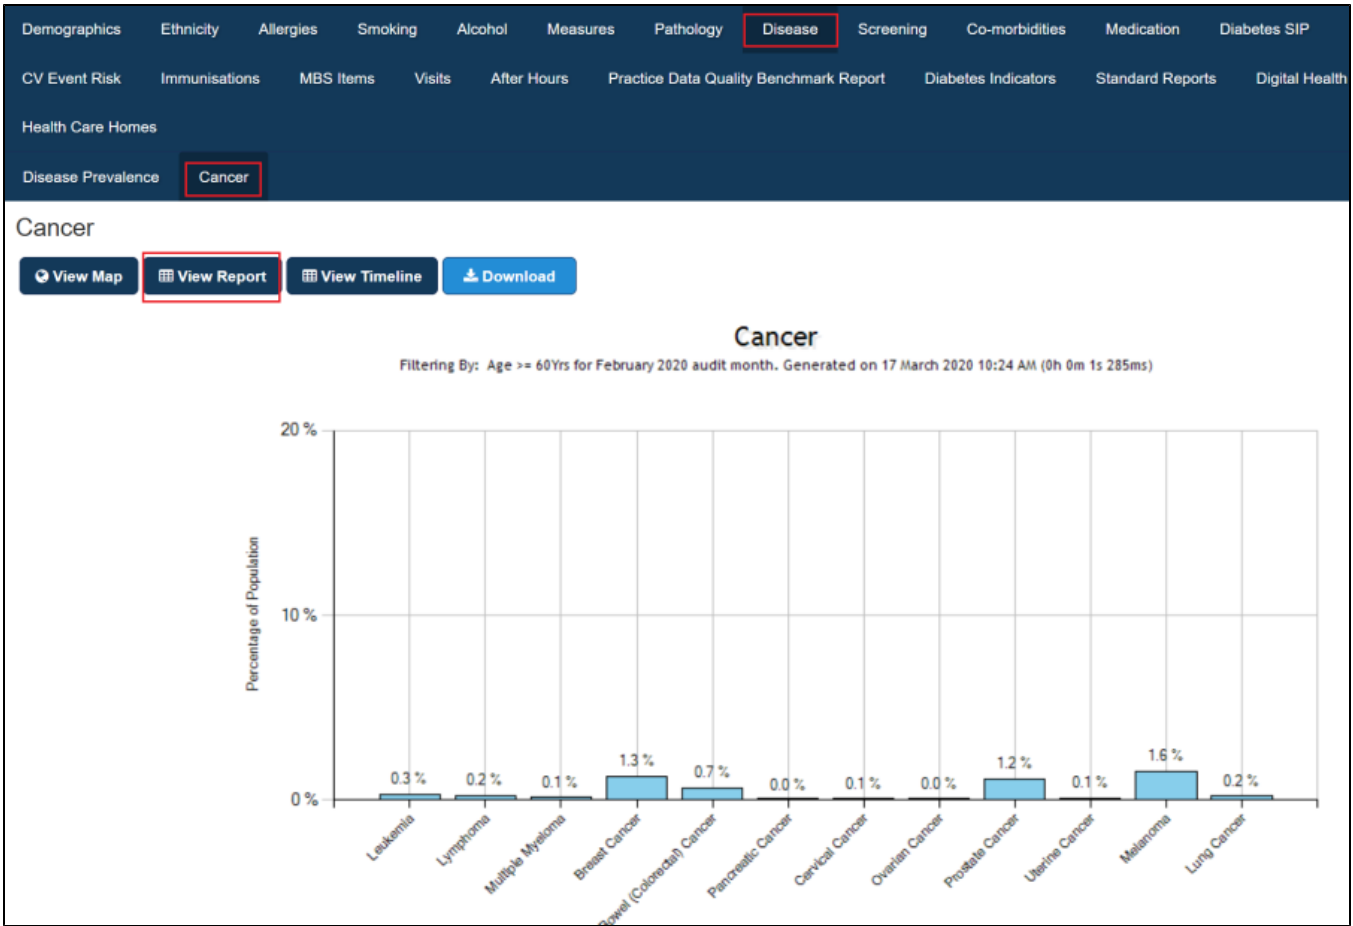 Demographics Ethnicity Allergies Smoking Alcohol Measures Pathology Disease Screening Co-morbidities Medication Diabetes SIP
CV Event Risk Immunisations MBS Items Visits After Hours Practice Data Quality Benchmark Report Diabetes Indicators Standard Reports Digital Health
Health Care Homes
Disease Prevalence Cancer
Cancer
View Map View Report View Timeline Download
Cancer
Filtering By: Age >= 60Yrs for February 2020 audit month. Generated on 17 March 2020 10:24 AM (0h 0m 1s 285ms)
Percentage of Population
20 %
10 %
0 %
0.3 % 0.2 % 0.1 % 1.3 % 0.7 % 0.0 % 0.1 % 0.0 % 1.2 % 0.1 % 1.6 % 0.2 %
Leukemia
Lymphoma
Multiple Myeloma
Breast Cancer
Bowel (Colorectal) Cancer
Pancreatic Cancer
Cervical Cancer
Ovarian Cancer
Prostate Cancer
Uterine Cancer
Melanoma
Lung Cancer